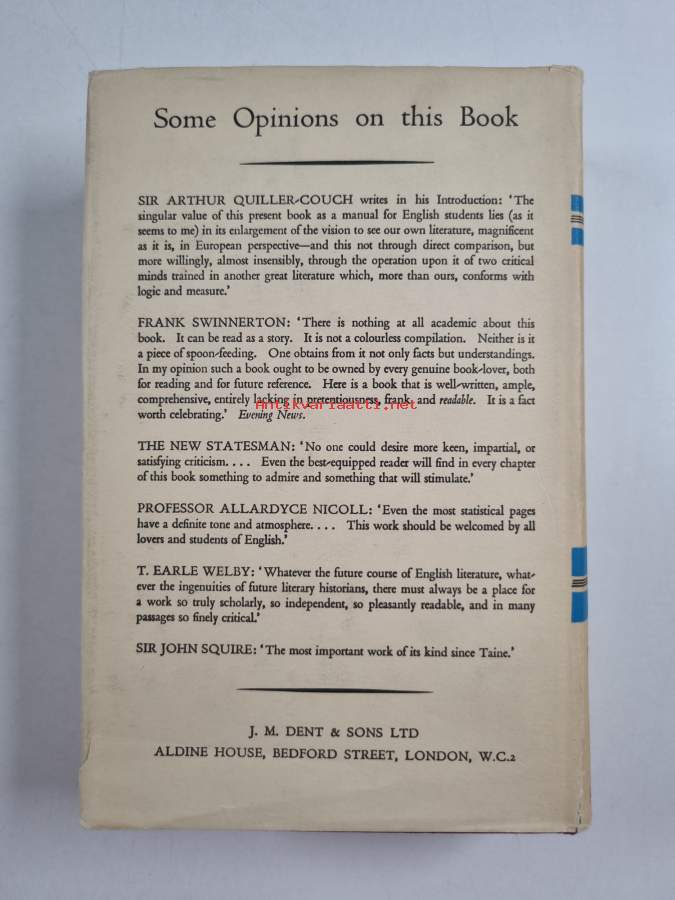 Some Opinions on this Book
SIR ARTHUR QUILLER-COUCH writes in his Introduction: 'The
singular value of this present book as a manual for English students lies (as it
seems to me) in its enlargement of the vision to see our own literature, magnificent
as it is, in European perspective—and this not through direct comparison, but
more willingly, almost insensibly, through the operation upon it of two critical
minds trained in another great literature which, more than ours, conforms with
logic and measure.'
FRANK SWINNERTON: 'There is nothing at all academic about this
book. It can be read as a story. It is not a colourless compilation. Neither is it
a piece of spoon-feeding. One obtains from it not only facts but understandings.
In my opinion such a book ought to be owned by every genuine book-lover, both
for reading and for future reference. Here is a book that is well-written, ample,
comprehensive, entirely lacking in pretentiousness, frank, and readable. It is a fact
Antikvariaatti.net
worth celebrating.' Evening News.
THE NEW STATESMAN: 'No one could desire more keen, impartial, or
satisfying criticism. . . . Even the best-equipped reader will find in every chapter
of this book something to admire and something that will stimulate.'
PROFESSOR ALLARDYCE NICOLL: 'Even the most statistical pages
have a definite tone and atmosphere. . . . This work should be welcomed by all
lovers and students of English.'
T. EARLE WELBY: 'Whatever the future course of English literature, what-
ever the ingenuities of future literary historians, there must always be a place for
a work so truly scholarly, so independent, so pleasantly readable, and in many
passages so finely critical.'
SIR JOHN SQUIRE: 'The most important work of its kind since Taine.'
J. M. DENT & SONS LTD
ALDINE HOUSE, BEDFORD STREET, LONDON, W.C.2